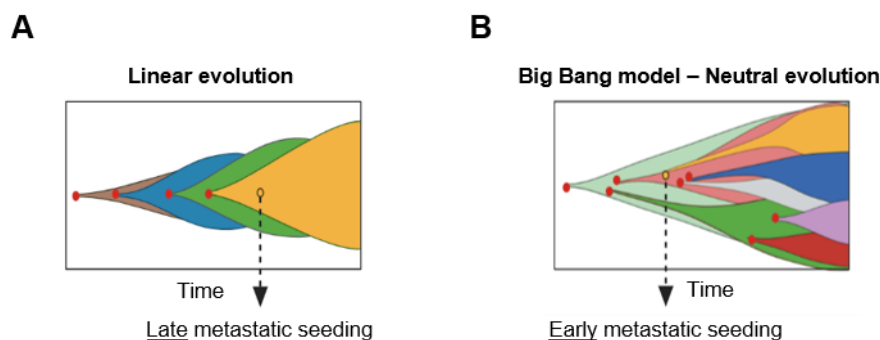 A
Linear evolution
Time
Late metastatic seeding
B
Big Bang model – Neutral evolution
Time
Early metastatic seeding